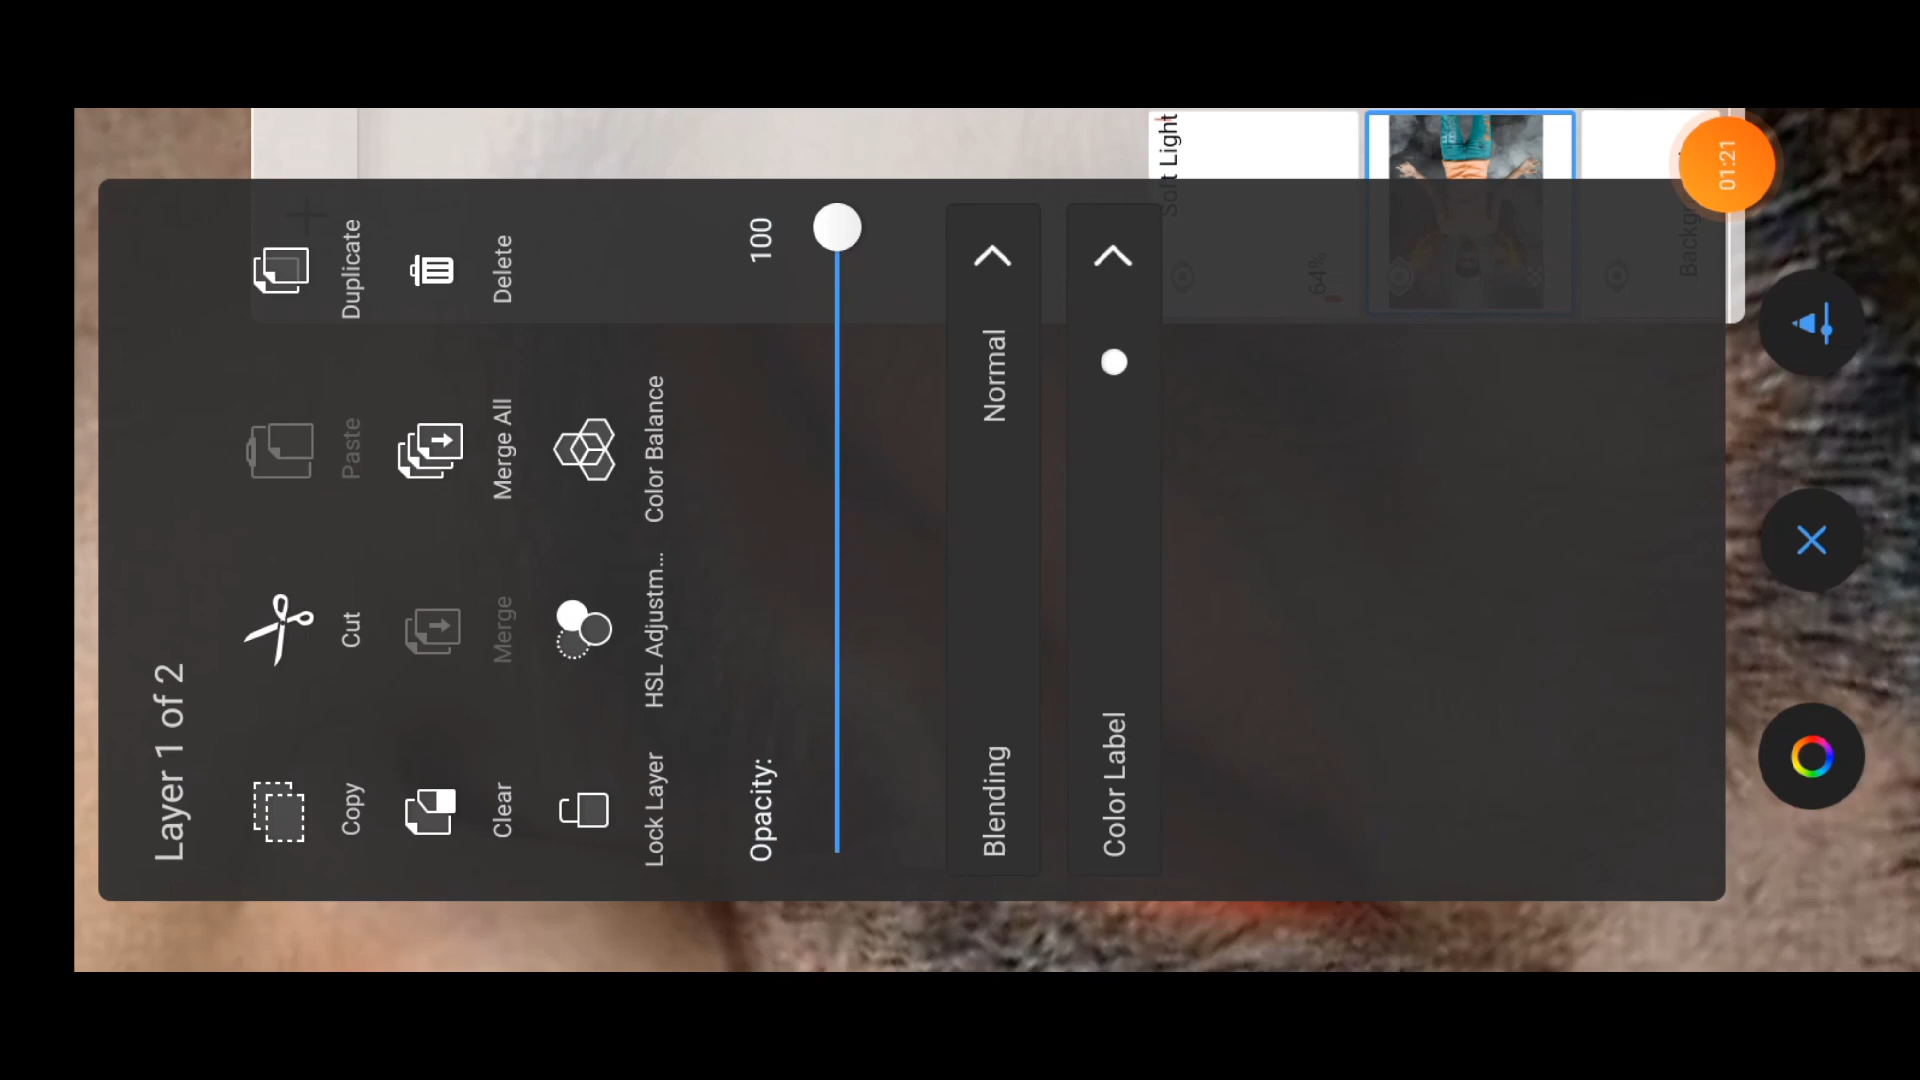 Layer 1 of 2
Copy
Cut
Paste
Duplicate
Clear
Merge
Merge All
Delete
Lock Layer
HSL Adjustm...
Color Balance
Opacity:
100
Blending
Normal
Color Label
Soft Light
64%
Backgr
01:21